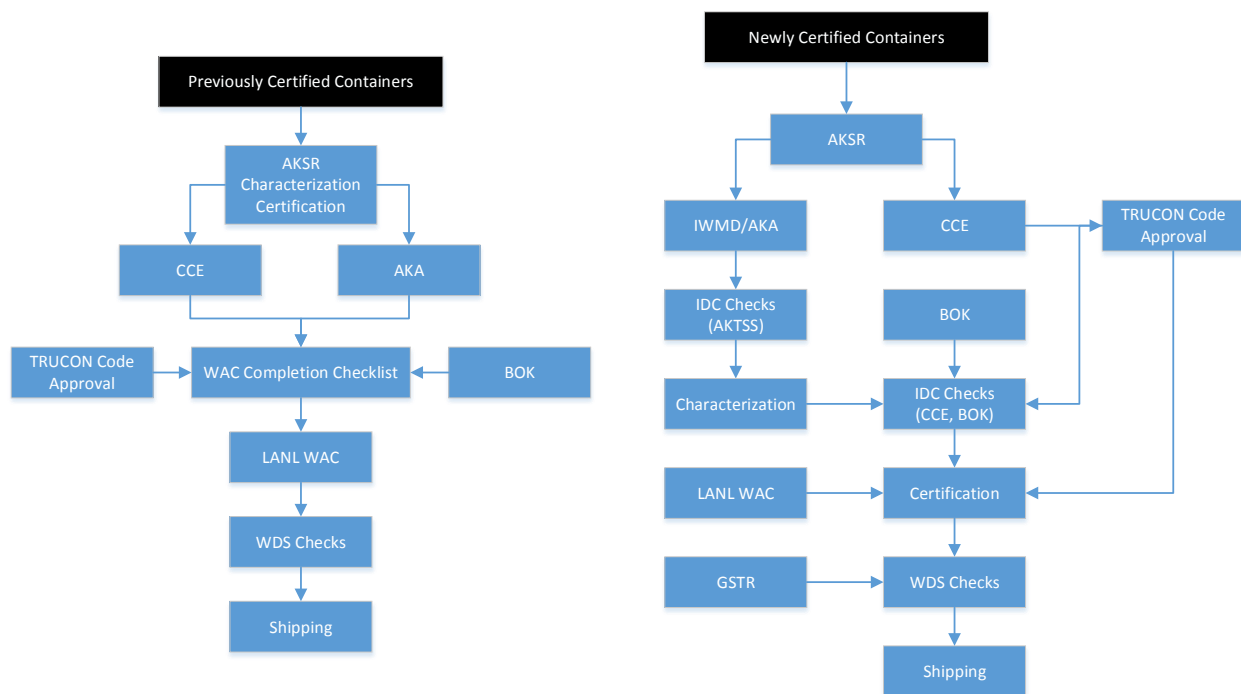 Previously Certified Containers
AKSR
Characterization
Certification
CCE
AKA
TRUCON Code
Approval
WAC Completion Checklist
BOK
LANL WAC
WDS Checks
Shipping
Newly Certified Containers
AKSR
IWMD/AKA
CCE
TRUCON Code
Approval
IDC Checks
(AKTSS)
BOK
Characterization
IDC Checks
(CCE, BOK)
LANL WAC
Certification
GSTR
WDS Checks
Shipping